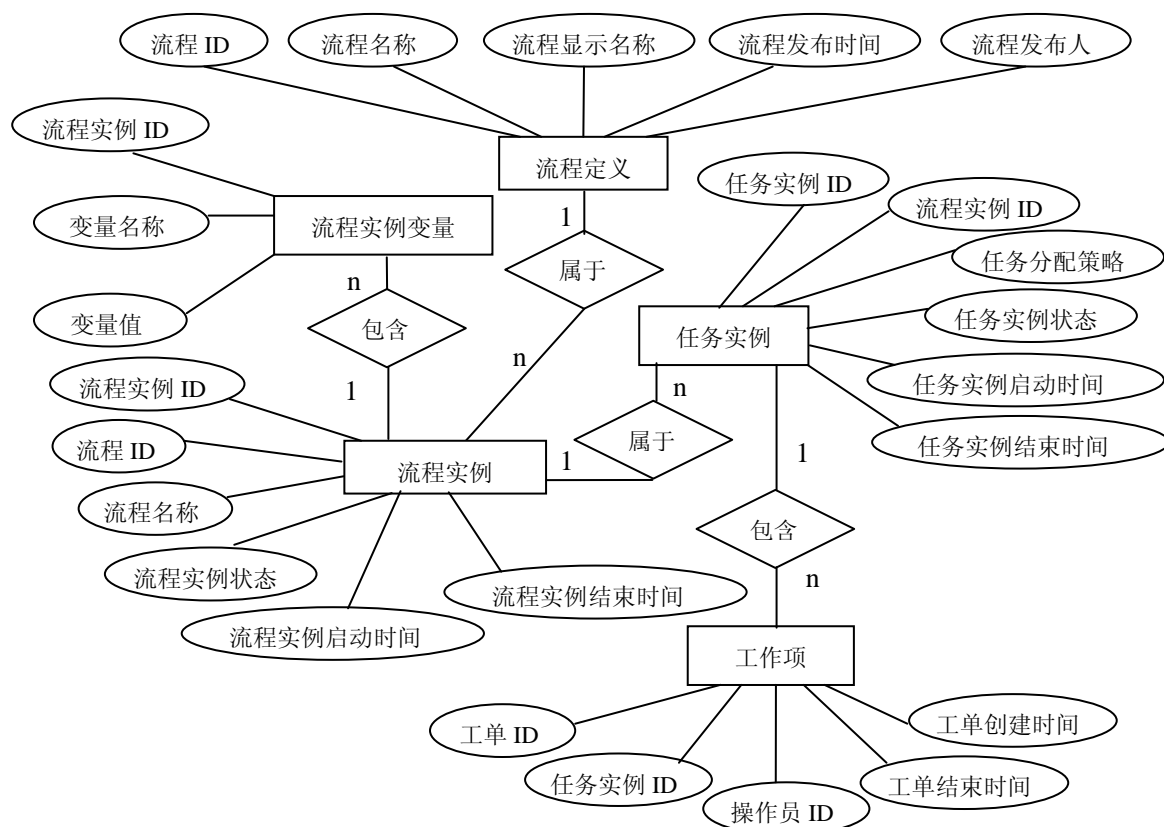 流程 ID
流程名称
流程显示名称
流程发布时间
流程发布人
流程实例 ID
流程定义
任务实例 ID
变量名称
流程实例变量
1
流程实例 ID
属于
任务分配策略
n
变量值
包含
任务实例
任务实例状态
n
流程实例 ID
1
n
任务实例启动时间
流程 ID
属于
任务实例结束时间
流程实例
1
1
流程名称
包含
流程实例状态
流程实例结束时间
n
流程实例启动时间
工作项
工单 ID
工单创建时间
任务实例 ID
工单结束时间
操作员 ID